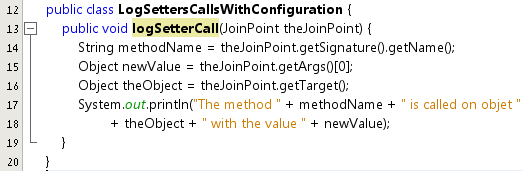 12 public class LogSettersCallsWithConfiguration {
13 public void logSetterCall(JoinPoint theJoinPoint) {
14 String methodName = theJoinPoint.getSignature().getName();
15 Object newValue = theJoinPoint.getArgs()[0];
16 Object theObject = theJoinPoint.getTarget();
17 System.out.println("The method " + methodName + " is called on objet "
18 + theObject + " with the value " + newValue);
19 }
20 }